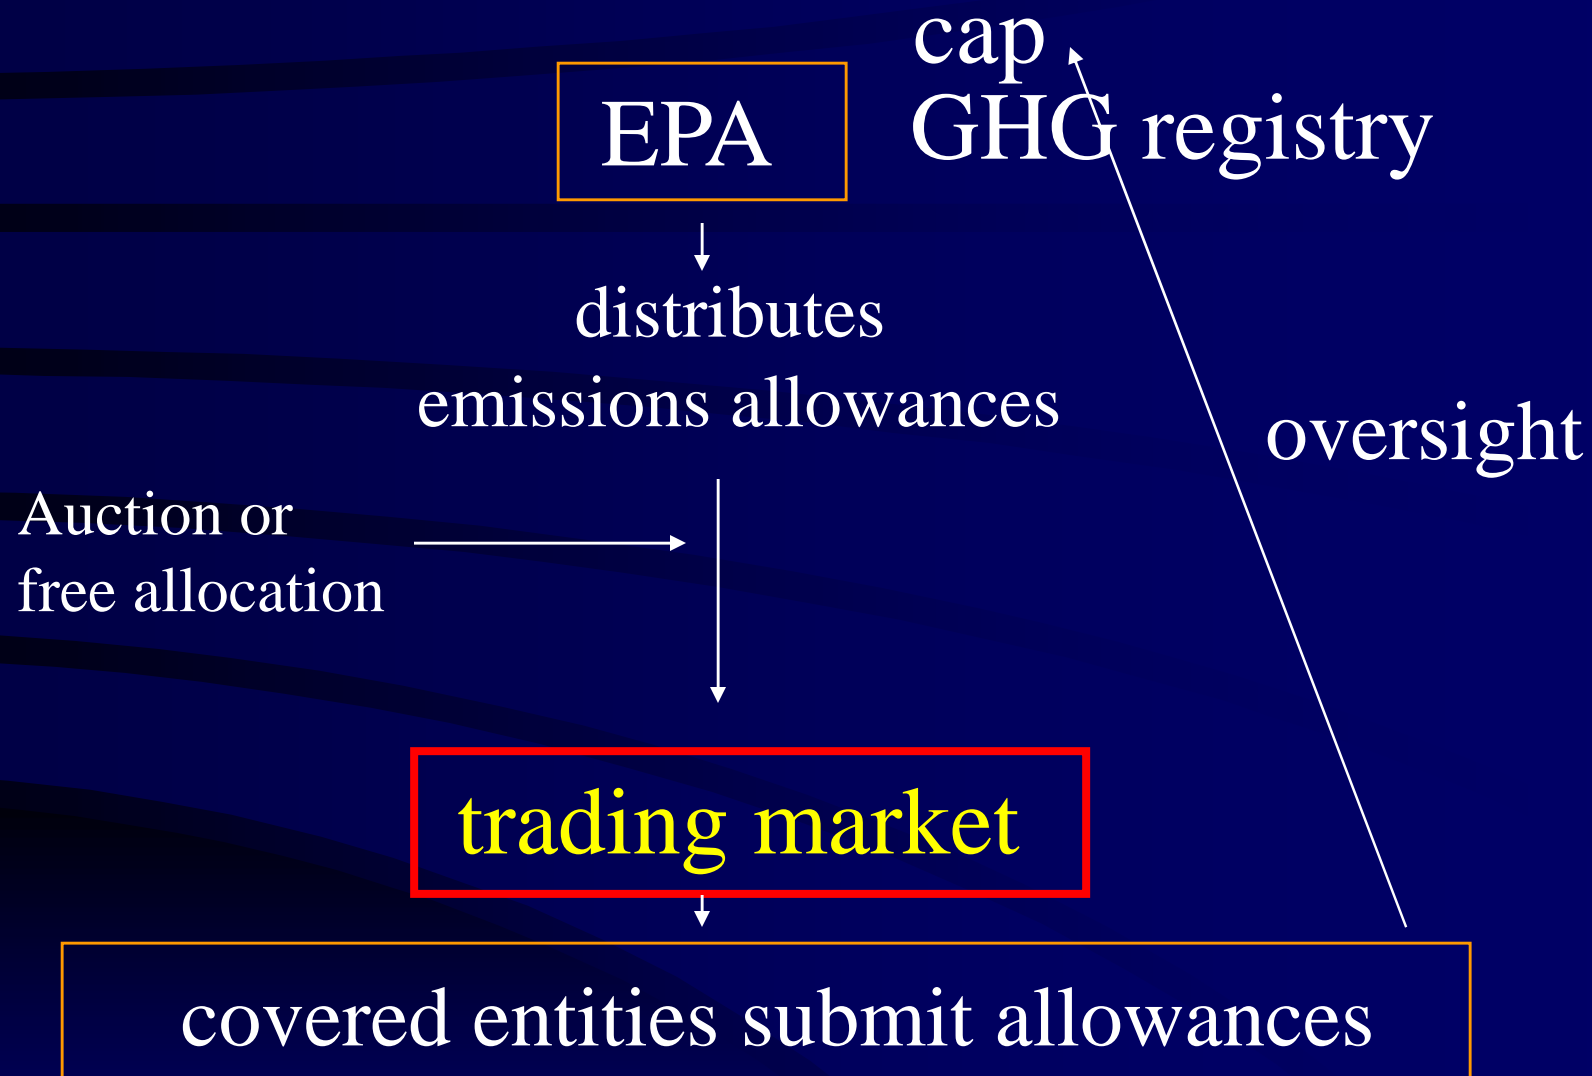 cap
EPA
GHG registry
distributes
emissions allowances
oversight
Auction or
free allocation
trading market
covered entities submit allowances